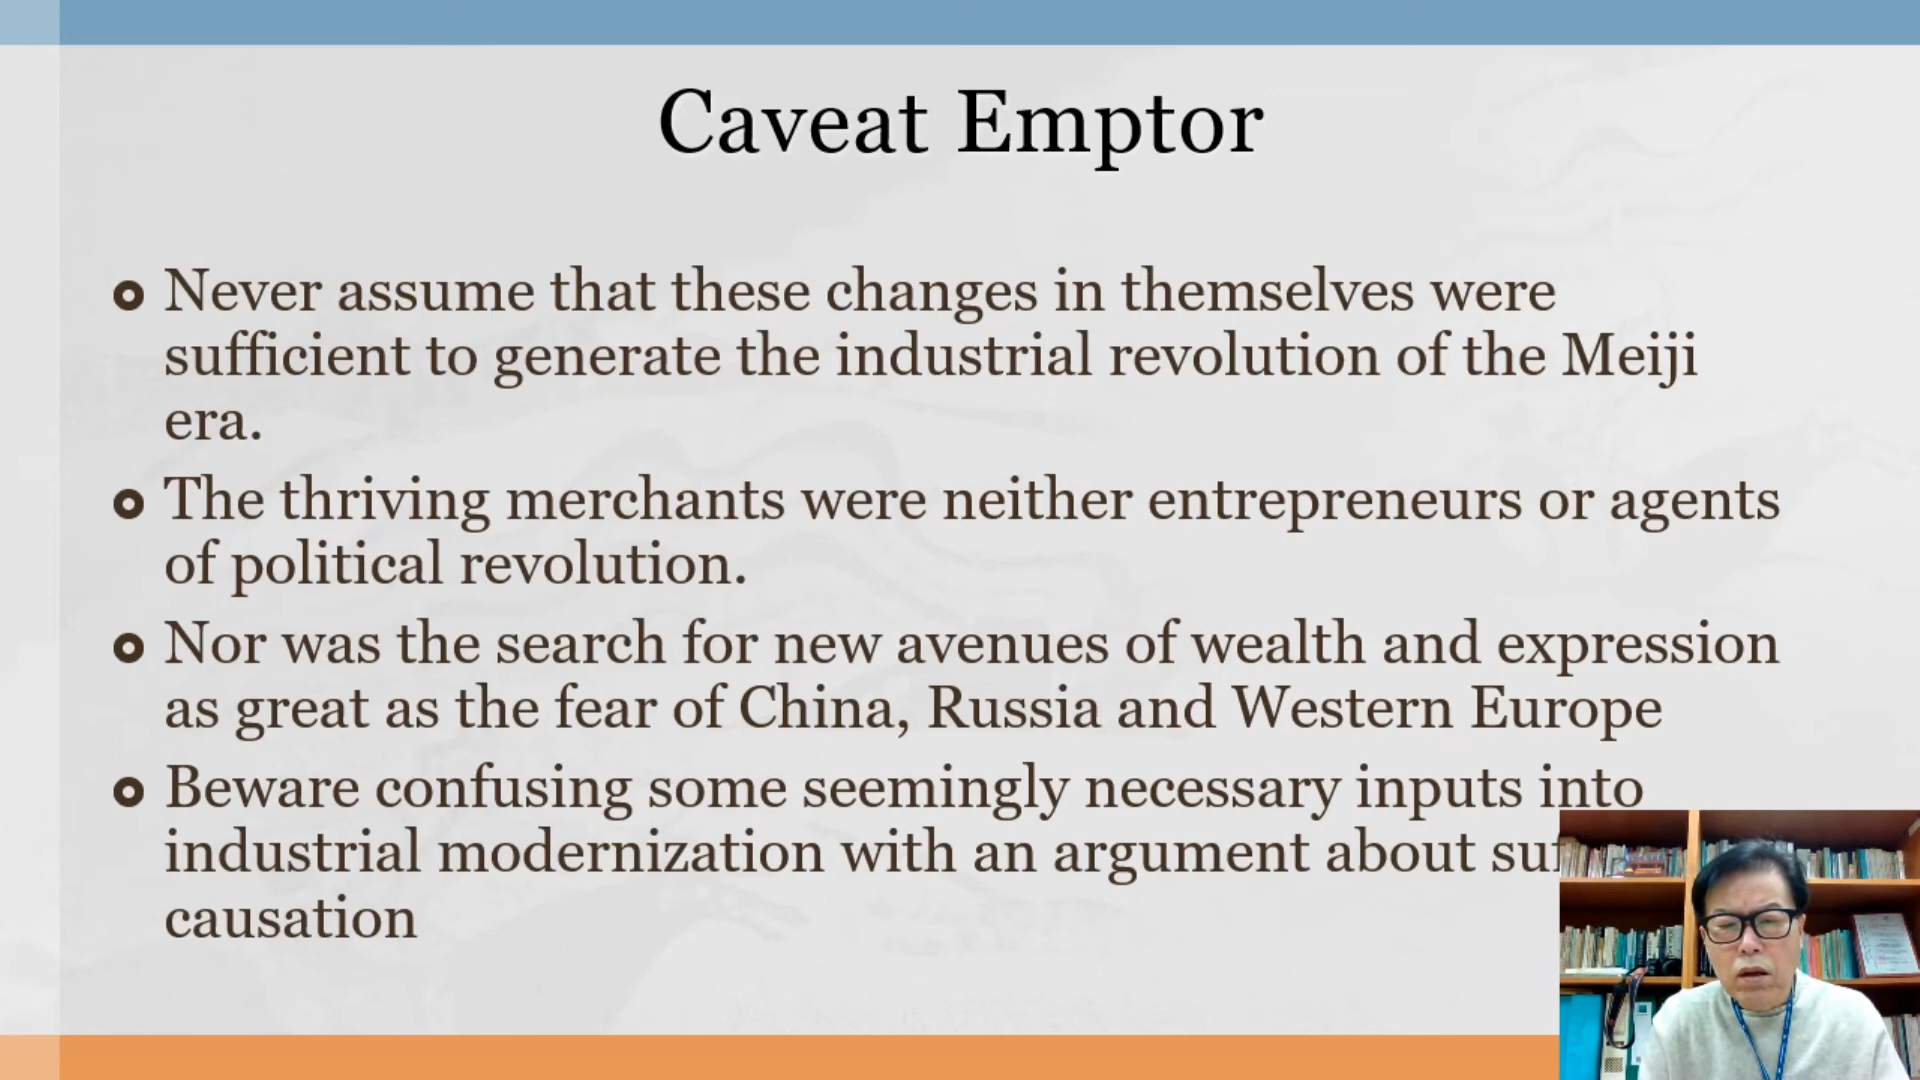 Caveat Emptor
Never assume that these changes in themselves were
sufficient to generate the industrial revolution of the Meiji
era.
The thriving merchants were neither entrepreneurs or agents
of political revolution.
Nor was the search for new avenues of wealth and expression
as great as the fear of China, Russia and Western Europe
Beware confusing some seemingly necessary inputs into
industrial modernization with an argument about
causation